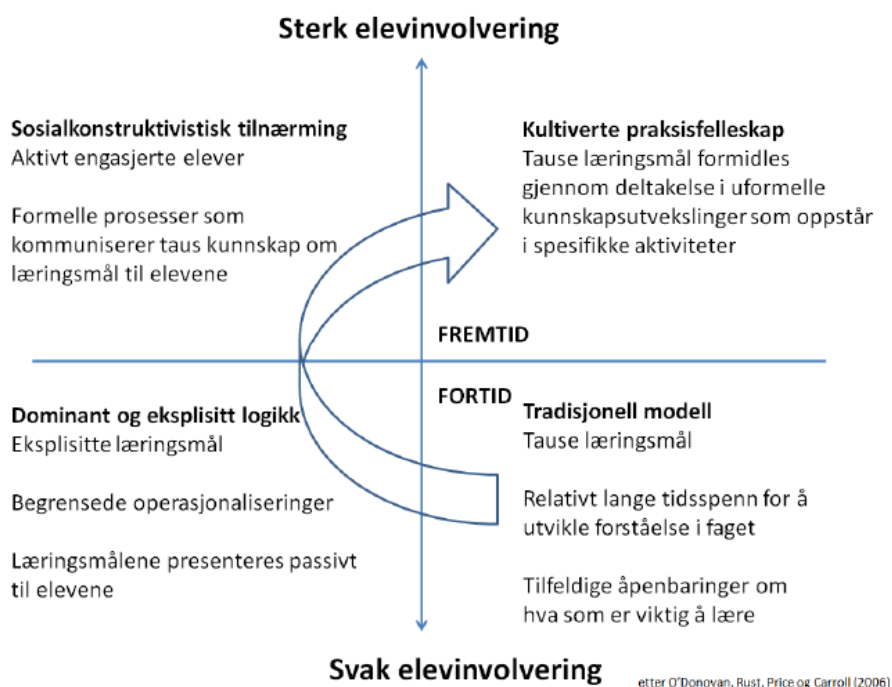 Sterk elevinvolvering
Sosialkonstruktivistisk tilnærming
Aktivt engasjerte elever
Formelle prosesser som
kommuniserer taus kunnskap om
læringsmål til elevene
Kultiverte praksisfelleskap
Tause læringsmål formidles
gjennom deltakelse i uformelle
kunnskapsutvekslinger som oppstår
i spesifikke aktiviteter
FREMTID
FORTID
Dominant og eksplisitt logikk
Eksplisitte læringsmål
Begrensede operasjonaliseringer
Læringsmålene presenteres passivt
til elevene
Tradisjonell modell
Tause læringsmål
Relativt lange tidsspenn for å
utvikle forståelse i faget
Tilfeldige åpenbaringer om
hva som er viktig å lære
Svak elevinvolvering
etter O'Donovan, Rust, Price og Carroll (2006)